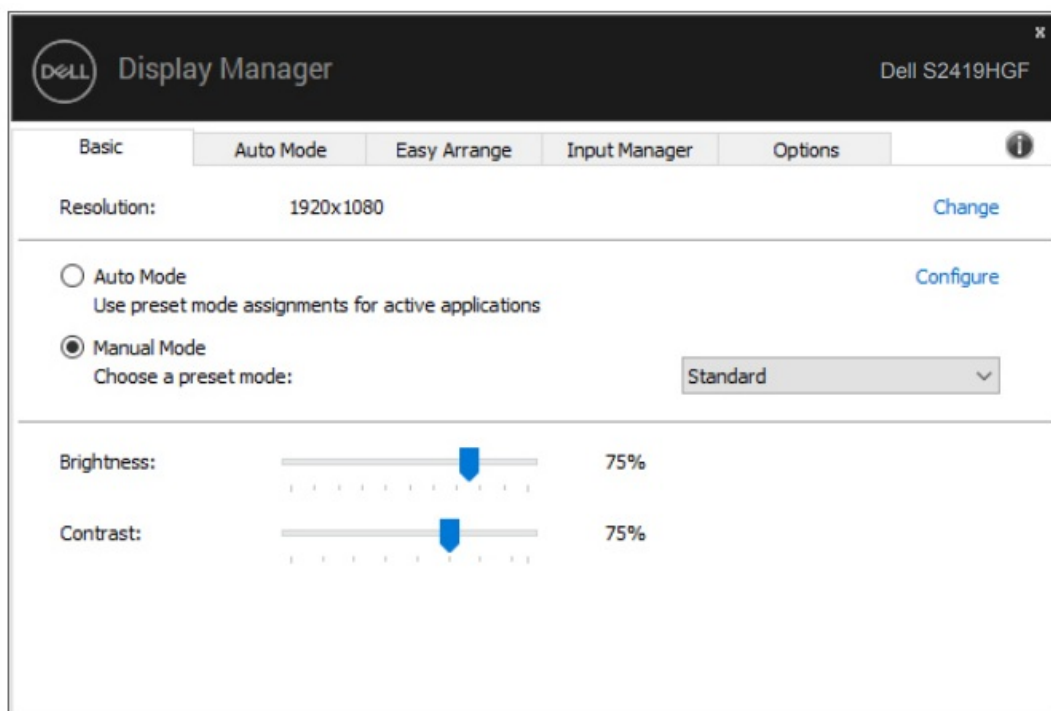 x
DELL Display Manager Dell S2419HGF
Basic Auto Mode Easy Arrange Input Manager Options i
Resolution: 1920x1080 Change
Auto Mode Configure
Use preset mode assignments for active applications
Manual Mode
Choose a preset mode: Standard
Brightness: 75%
Contrast: 75%